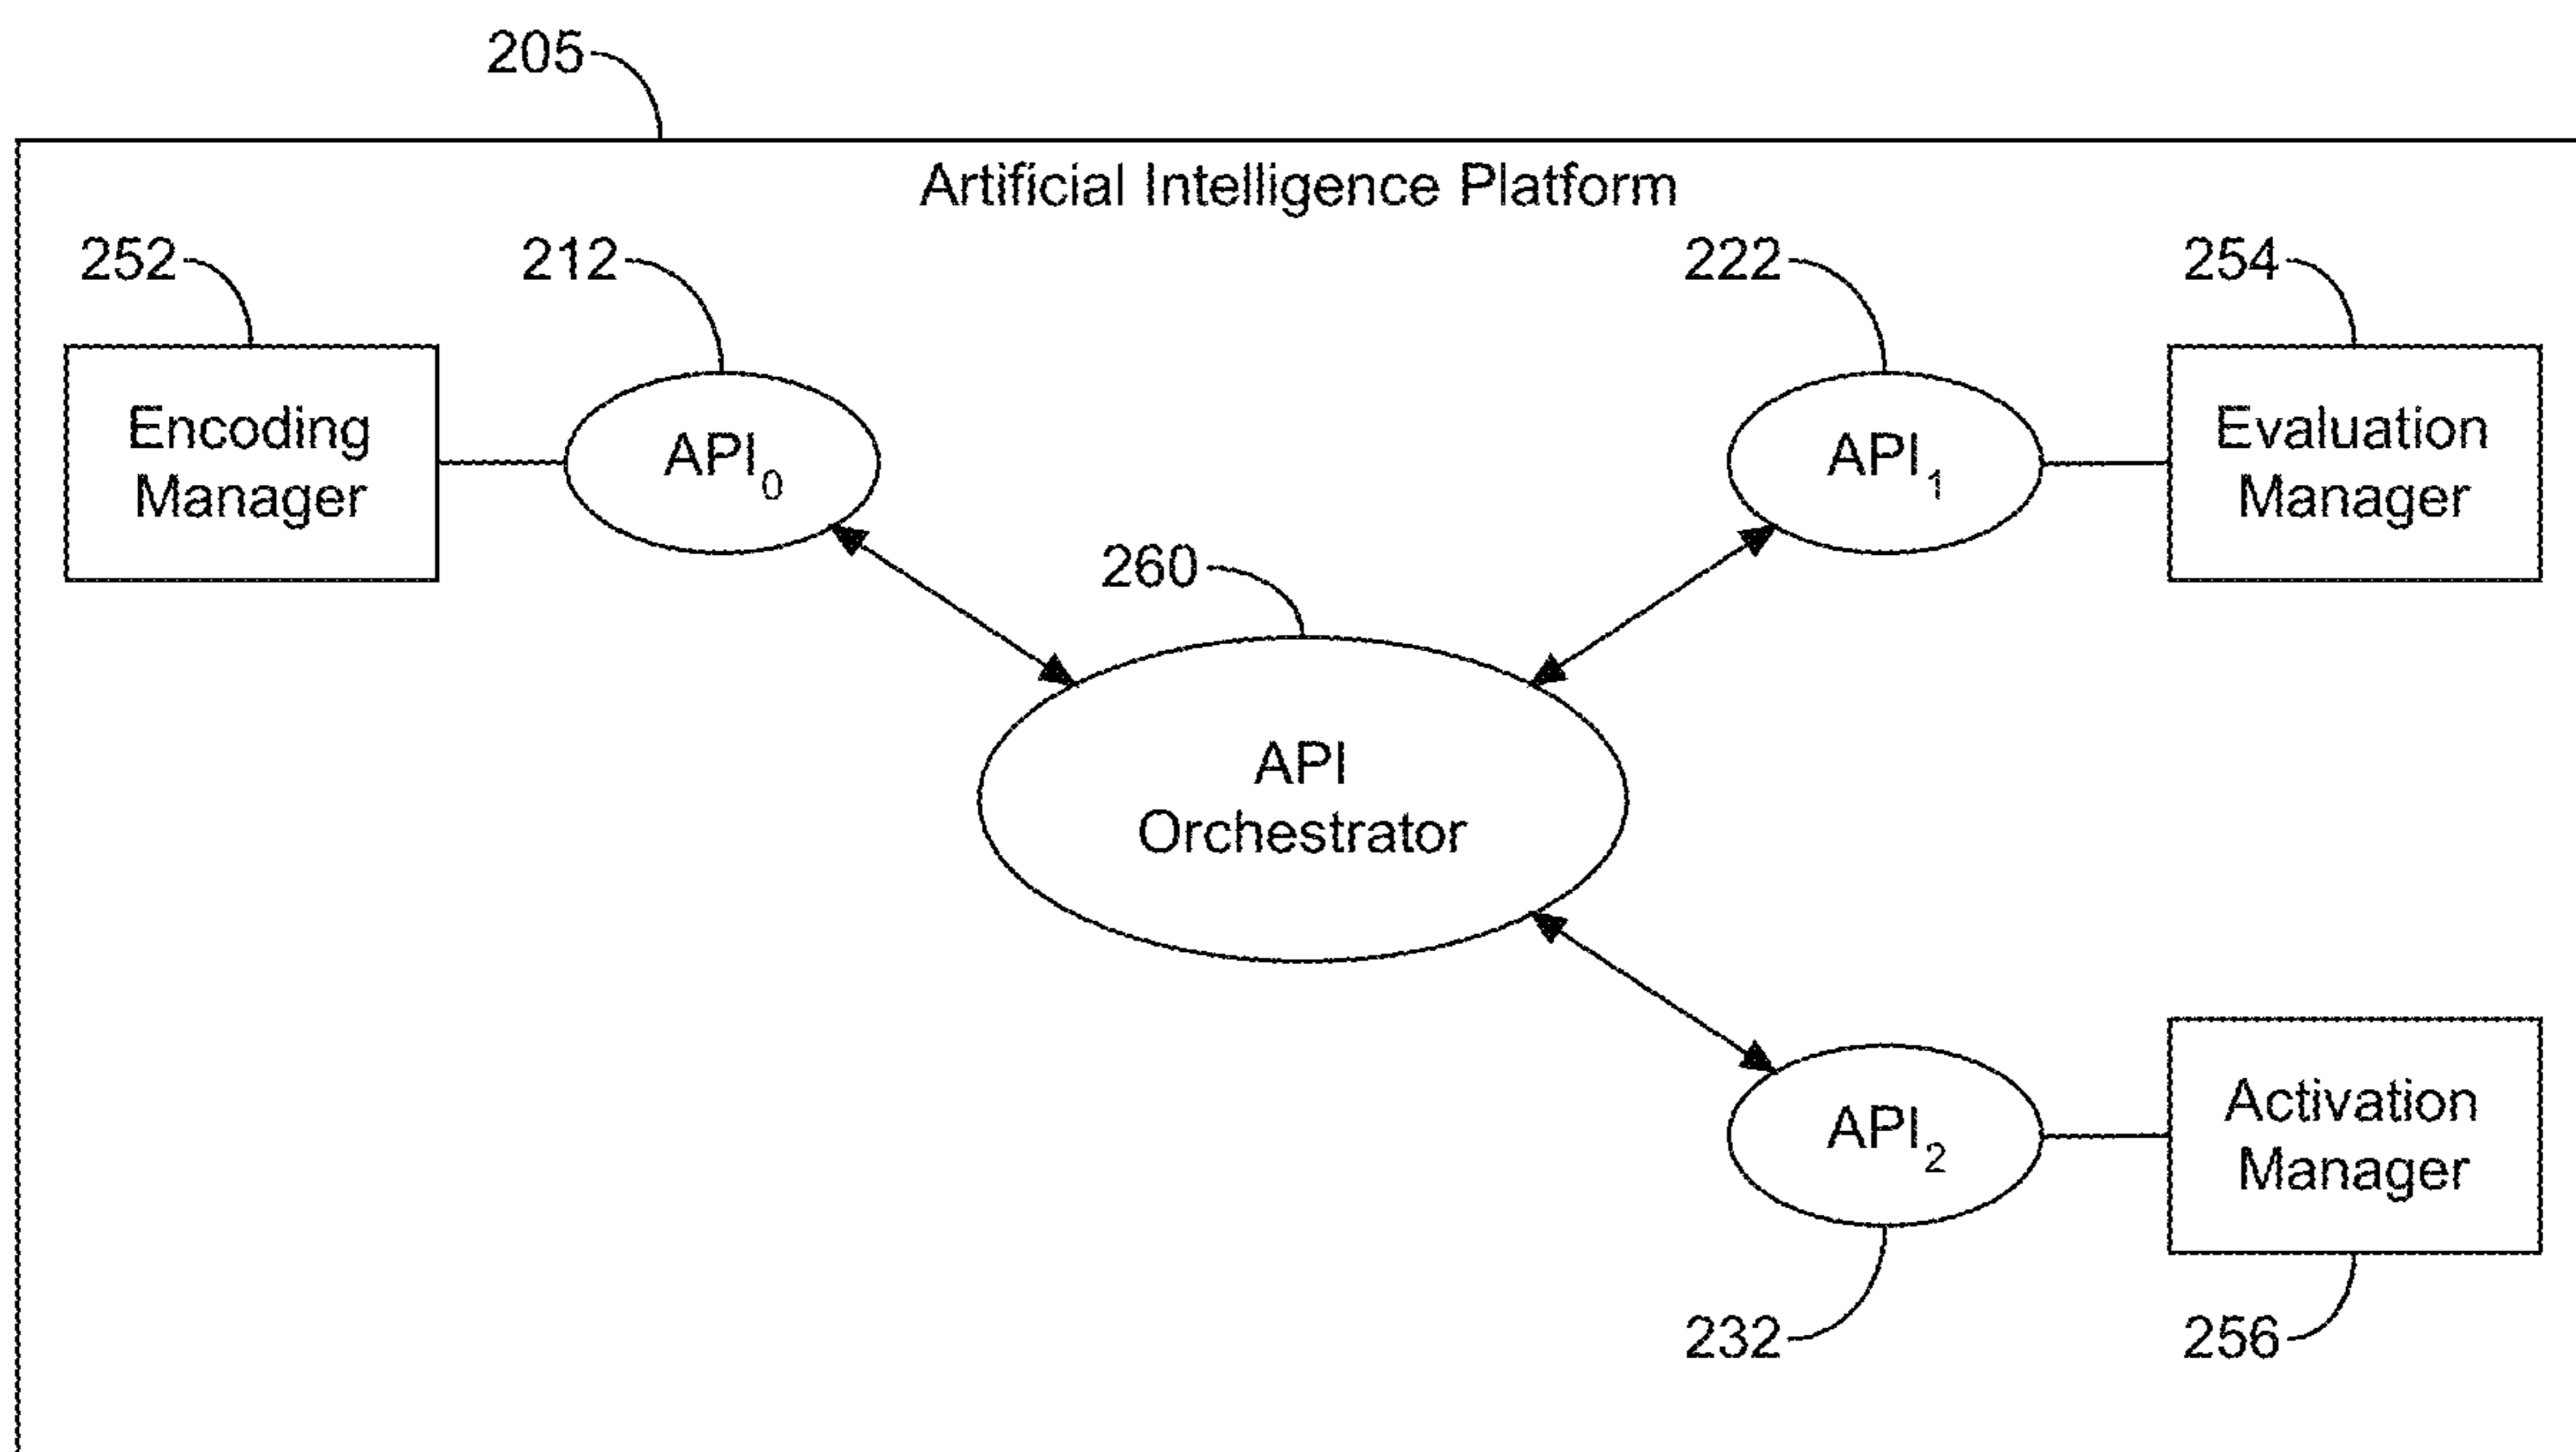 205
Artificial Intelligence Platform
252
212
222
254
Encoding
Manager
API0
API1
Evaluation
Manager
260
API
Orchestrator
API2
Activation
Manager
232
256